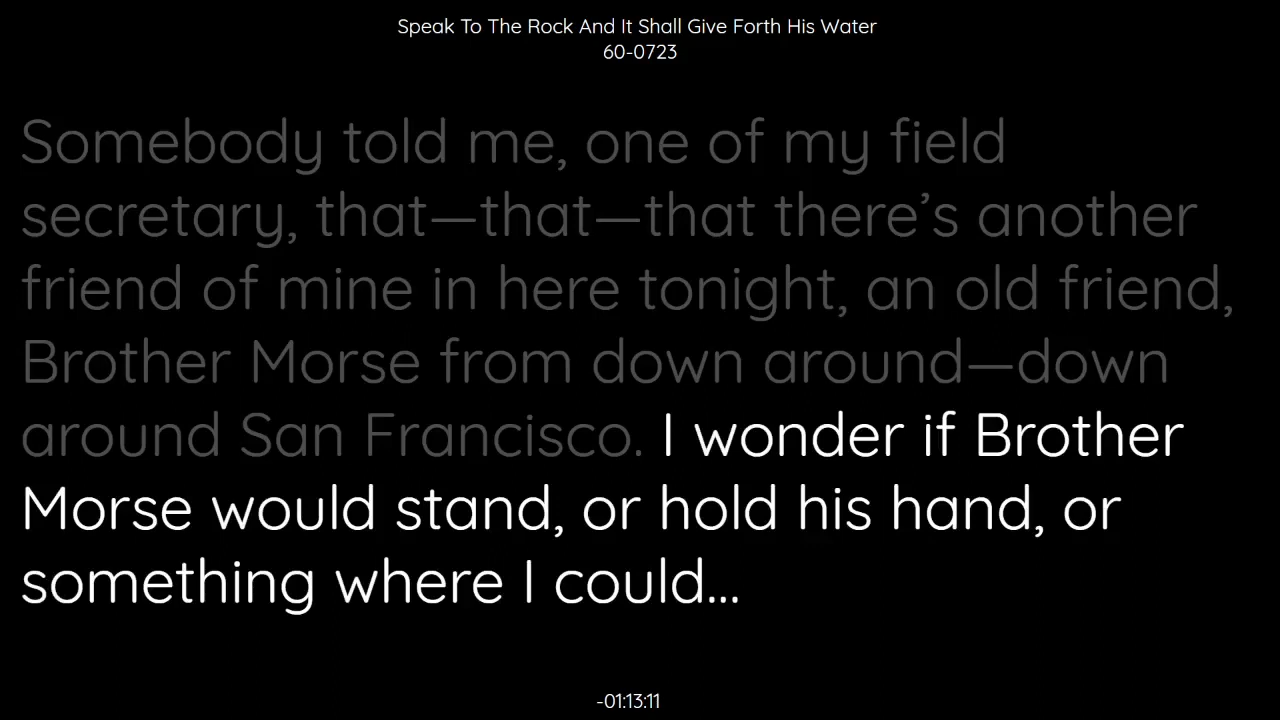 Speak To The Rock And It Shall Give Forth His Water
60-0723
Somebody told me, one of my field
secretary, that—that—that there’s another
friend of mine in here tonight, an old friend,
Brother Morse from down around—down
around San Francisco. I wonder if Brother
Morse would stand, or hold his hand, or
something where I could...
-01:13:11